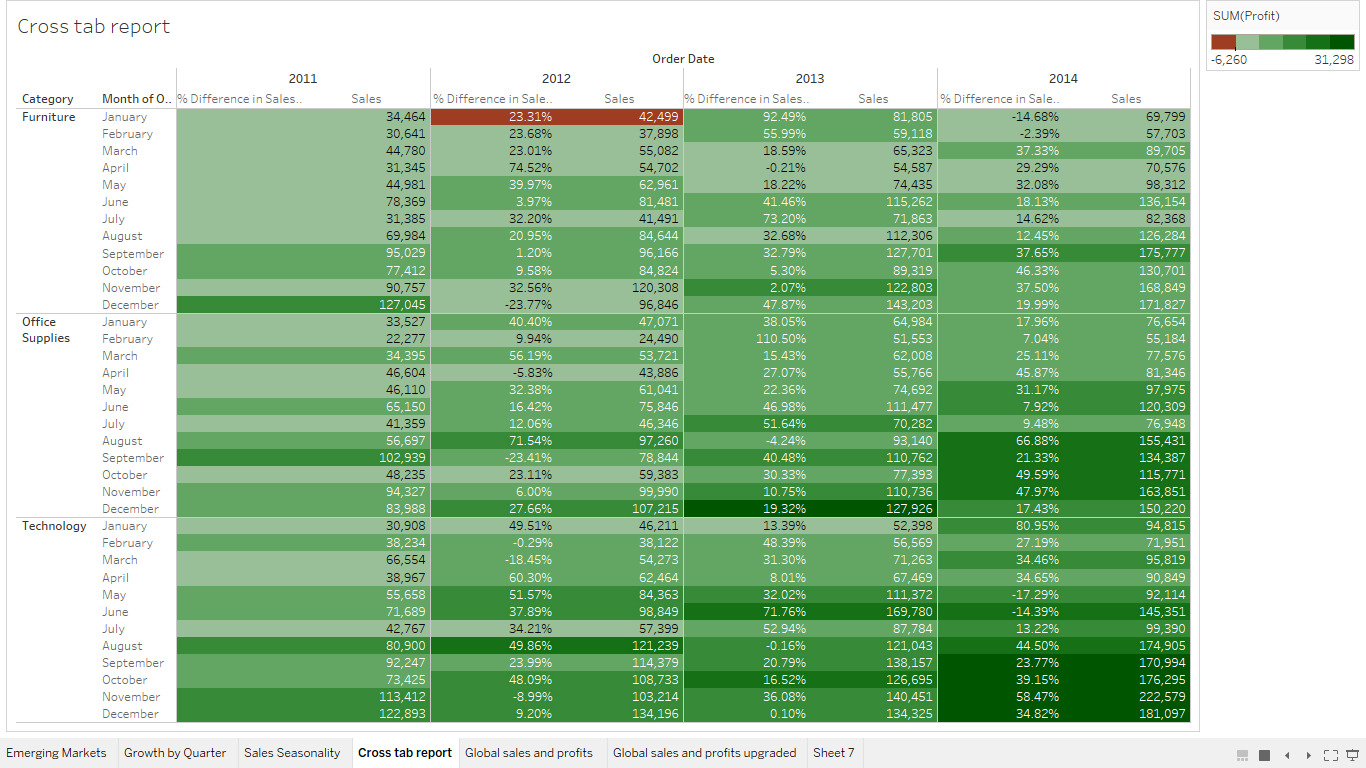 Cross tab report
SUM(Profit)
-6,260 31,298
Order Date
2011 2012 2013 2014
Category Month of O.. % Difference in Sales.. Sales % Difference in Sale.. Sales % Difference in Sales.. Sales % Difference in Sale.. Sales
Furniture January 34,464 23.31% 42,499 92.49% 81,805 -14.68% 69,799
February 30,641 23.68% 37,898 55.99% 59,118 -2.39% 57,703
March 44,780 23.01% 55,082 18.59% 65,323 37.33% 89,705
April 31,345 74.52% 54,702 -0.21% 54,587 29.29% 70,576
May 44,981 39.97% 62,961 18.22% 74,435 32.08% 98,312
June 78,369 3.97% 81,481 41.46% 115,262 18.13% 136,154
July 31,385 32.20% 41,491 73.20% 71,863 14.62% 82,368
August 69,984 20.95% 84,644 32.68% 112,306 12.45% 126,284
September 95,029 1.20% 96,166 32.79% 127,701 37.65% 175,777
October 77,412 9.58% 84,824 5.30% 89,319 46.33% 130,701
November 90,757 32.56% 120,308 2.07% 122,803 37.50% 168,849
December 127,045 -23.77% 96,846 47.87% 143,203 19.99% 171,827
Office January 33,527 40.40% 47,071 38.05% 64,984 17.96% 76,654
Supplies February 22,277 9.94% 24,490 110.50% 51,553 7.04% 55,184
March 34,395 56.19% 53,721 15.43% 62,008 25.11% 77,576
April 46,604 -5.83% 43,886 27.07% 55,766 45.87% 81,346
May 46,110 32.38% 61,041 22.36% 74,692 31.17% 97,975
June 65,150 16.42% 75,846 46.98% 111,477 7.92% 120,309
July 41,359 12.06% 46,346 51.64% 70,282 9.48% 76,948
August 56,697 71.54% 97,260 -4.24% 93,140 66.88% 155,431
September 102,939 -23.41% 78,844 40.48% 110,762 21.33% 134,387
October 48,235 23.11% 59,383 30.33% 77,393 49.59% 115,771
November 94,327 6.00% 99,990 10.75% 110,736 47.97% 163,851
December 83,988 27.66% 107,215 19.32% 127,926 17.43% 150,220
Technology January 30,908 49.51% 46,211 13.39% 52,398 80.95% 94,815
February 38,234 -0.29% 38,122 48.39% 56,569 27.19% 71,951
March 66,554 -18.45% 54,273 31.30% 71,263 34.46% 95,819
April 38,967 60.30% 62,464 8.01% 67,469 34.65% 90,849
May 55,658 51.57% 84,363 32.02% 111,372 -17.29% 92,114
June 71,689 37.89% 98,849 71.76% 169,780 -14.39% 145,351
July 42,767 34.21% 57,399 52.94% 87,784 13.22% 99,390
August 80,900 49.86% 121,239 -0.16% 121,043 44.50% 174,905
September 92,247 23.99% 114,379 20.79% 138,157 23.77% 170,994
October 73,425 48.09% 108,733 16.52% 126,695 39.15% 176,295
November 113,412 -8.99% 103,214 36.08% 140,451 58.47% 222,579
December 122,893 9.20% 134,196 0.10% 134,325 34.82% 181,097
Emerging Markets Growth by Quarter Sales Seasonality Cross tab report Global sales and profits Global sales and profits upgraded Sheet 7